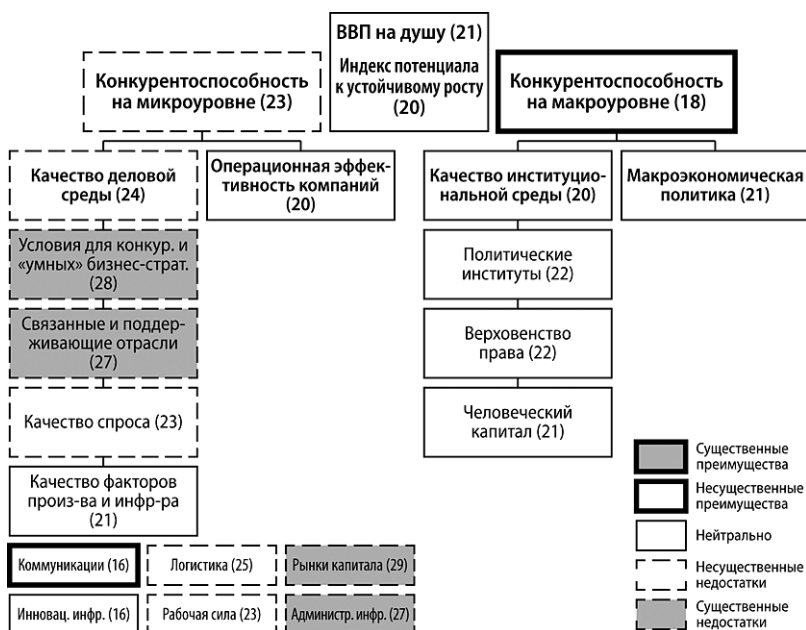 ВВП на душу (21)
Индекс потенциала
к устойчивому росту
(20)
Конкурентоспособность
на микроуровне (23)
Конкурентоспособность
на макроуровне (18)
Качество деловой
среды (24)
Операционная эффек-
тивность компаний
(20)
Качество институцио-
нальной среды (20)
Макроэкономическая
политика (21)
Условия для конкур. и
«умных» бизнес-страт.
(28)
Связанные и поддер-
живающие отрасли
(27)
Качество спроса (23)
Качество факторов
произ-ва и инфр-ра
(21)
Политические
институты (22)
Верховенство
права (22)
Человеческий
капитал (21)
Коммуникации (16)
Логистика (25)
Рынки капитала (29)
Инновац. инфр. (16)
Рабочая сила (23)
Администр. инфр. (27)
Существенные
преимущества
Несущественные
преимущества
Нейтрально
Несущественные
недостатки
Существенные
недостатки